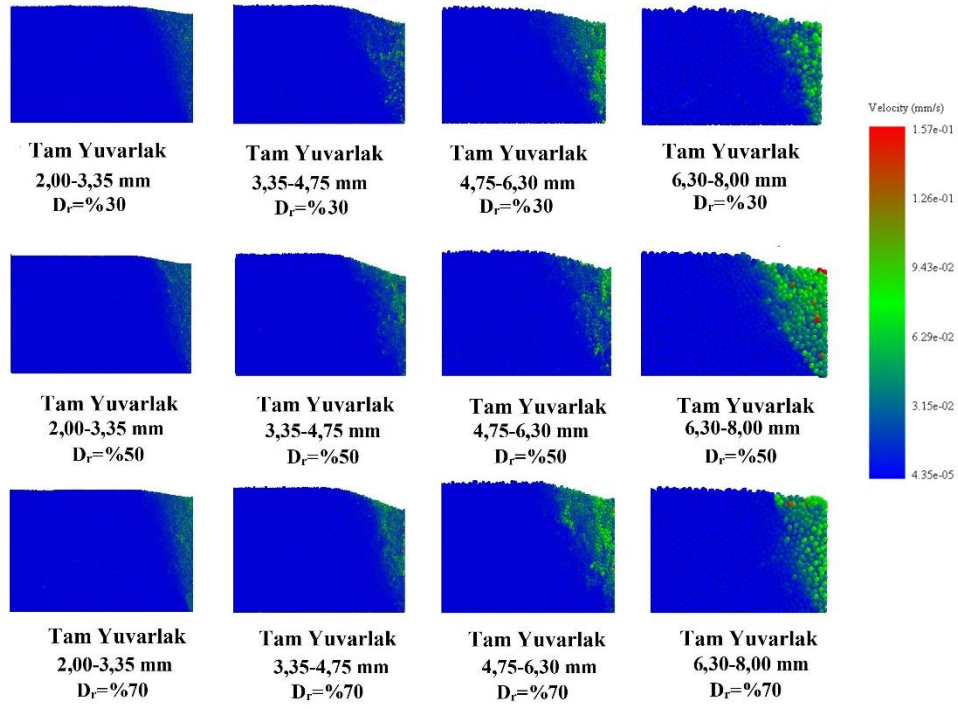 Tam Yuvarlak
2,00-3,35 mm
Dr=%30
Tam Yuvarlak
3,35-4,75 mm
Dr=%30
Tam Yuvarlak
4,75-6,30 mm
Dr=%30
Tam Yuvarlak
6,30-8,00 mm
Dr=%30
Tam Yuvarlak
2,00-3,35 mm
Dr=%50
Tam Yuvarlak
3,35-4,75 mm
Dr=%50
Tam Yuvarlak
4,75-6,30 mm
Dr=%50
Tam Yuvarlak
6,30-8,00 mm
Dr=%50
Tam Yuvarlak
2,00-3,35 mm
Dr=%70
Tam Yuvarlak
3,35-4,75 mm
Dr=%70
Tam Yuvarlak
4,75-6,30 mm
Dr=%70
Tam Yuvarlak
6,30-8,00 mm
Dr=%70
Velocity (mm/s)
1.57e-01
1.26e-01
9.43e-02
6.29e-02
3.15e-02
4.35e-05